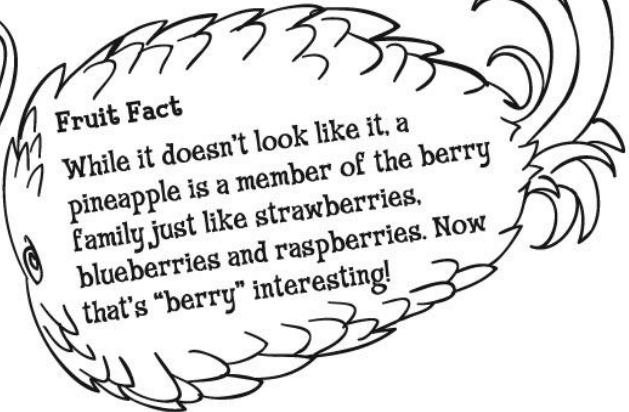 Fruit Fact
While it doesn't look like it, a
pineapple is a member of the berry
family just like strawberries,
blueberries and raspberries. Now
that's "berry" interesting!